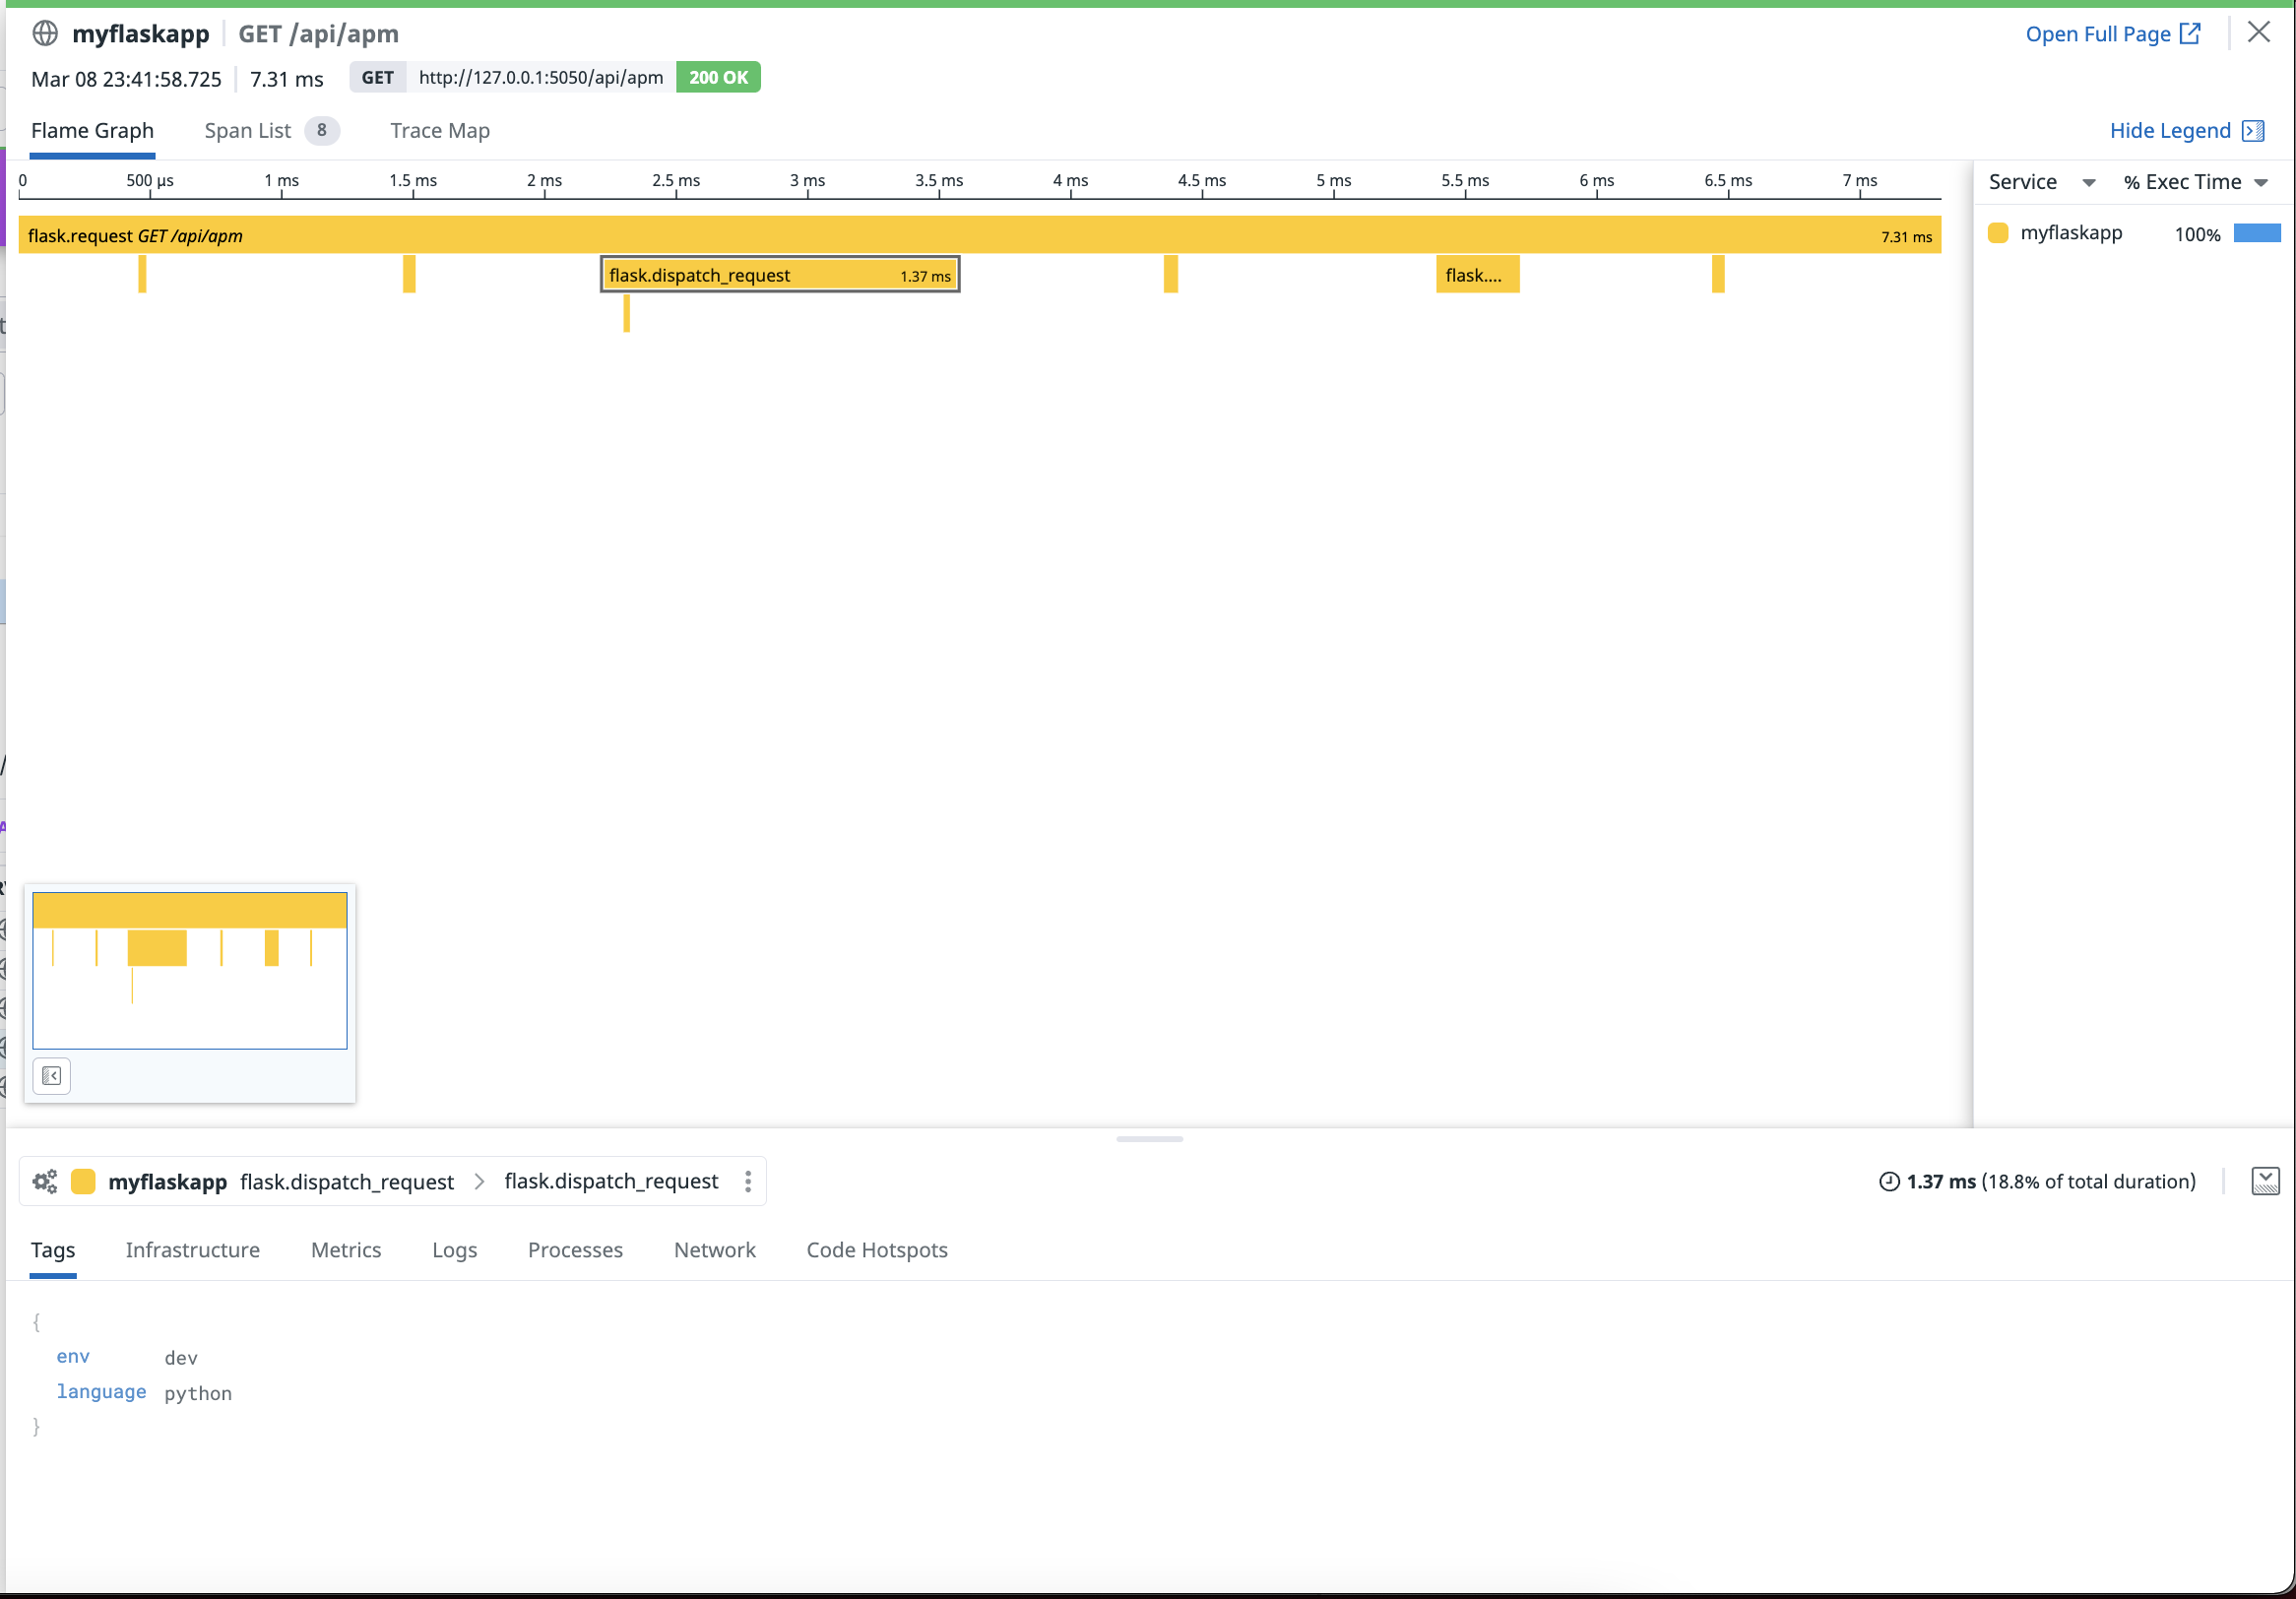 myflaskapp GET /api/apm
Open Full Page
Mar 08 23:41:58.725 7.31 ms GET http://127.0.0.1:5050/api/apm 200 OK
Flame Graph Span List 8 Trace Map
Hide Legend
0 500 μs 1 ms 1.5 ms 2 ms 2.5 ms 3 ms 3.5 ms 4 ms 4.5 ms 5 ms 5.5 ms 6 ms 6.5 ms 7 ms
Service % Exec Time
flask.request GET /api/apm 7.31 ms
myflaskapp 100%
flask.dispatch_request 1.37 ms flask....
myflaskapp flask.dispatch_request > flask.dispatch_request
1.37 ms (18.8% of total duration)
Tags Infrastructure Metrics Logs Processes Network Code Hotspots
{
env dev
language python
}